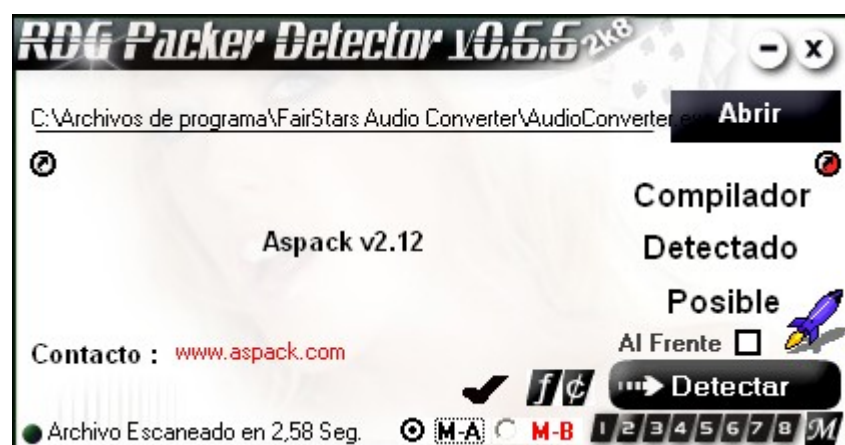 RDG Packer Detector v0.6.6 2k8
C:\Archivos de programa\FairStars Audio Converter\AudioConverter.e
Abrir
Compilador
Aspack v2.12
Detectado
Posible
Al Frente
Contacto : www.aspack.com
f ¢
Detectar
Archivo Escaneado en 2,58 Seg.
M-A
M-B
1 2 3 4 5 6 7 8 M